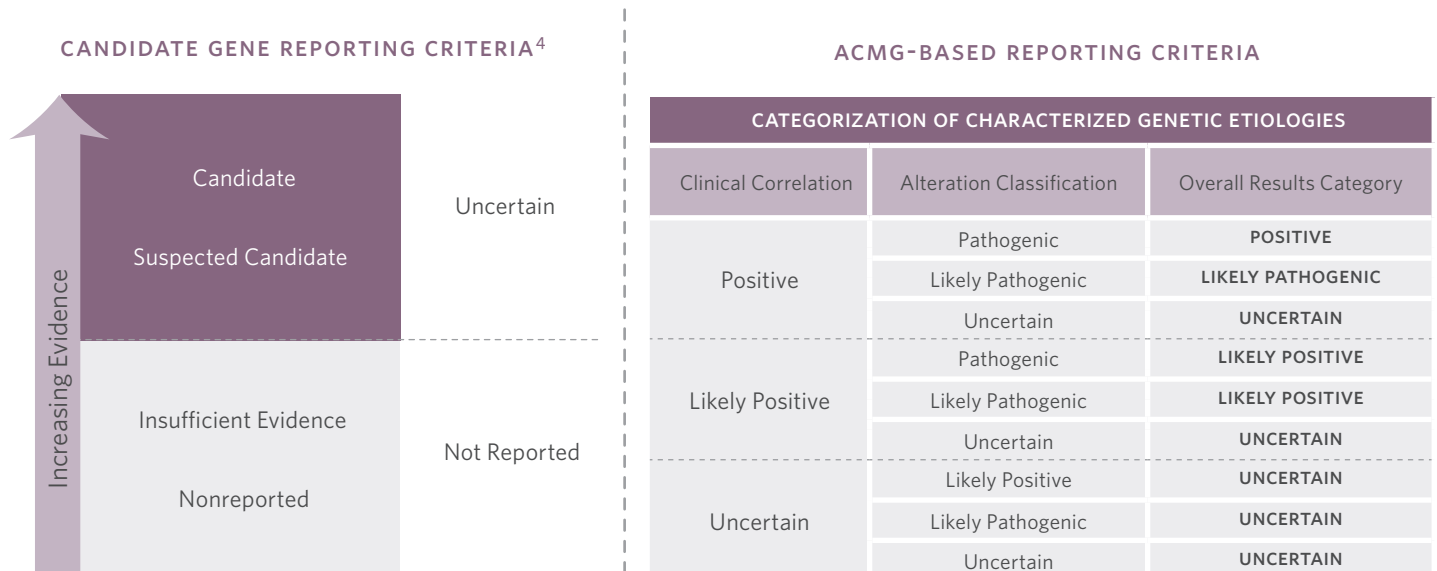 CANDIDATE GENE REPORTING CRITERIA⁴
Candidate
Suspected Candidate
Uncertain
Increasing Evidence
Insufficient Evidence
Nonreported
Not Reported
ACMG-BASED REPORTING CRITERIA
CATEGORIZATION OF CHARACTERIZED GENETIC ETIOLOGIES
Clinical Correlation Alteration Classification Overall Results Category
Positive
Pathogenic POSITIVE
Likely Pathogenic LIKELY PATHOGENIC
Uncertain UNCERTAIN
Likely Positive
Pathogenic LIKELY POSITIVE
Likely Pathogenic LIKELY POSITIVE
Uncertain UNCERTAIN
Uncertain
Likely Positive UNCERTAIN
Likely Pathogenic UNCERTAIN
Uncertain UNCERTAIN